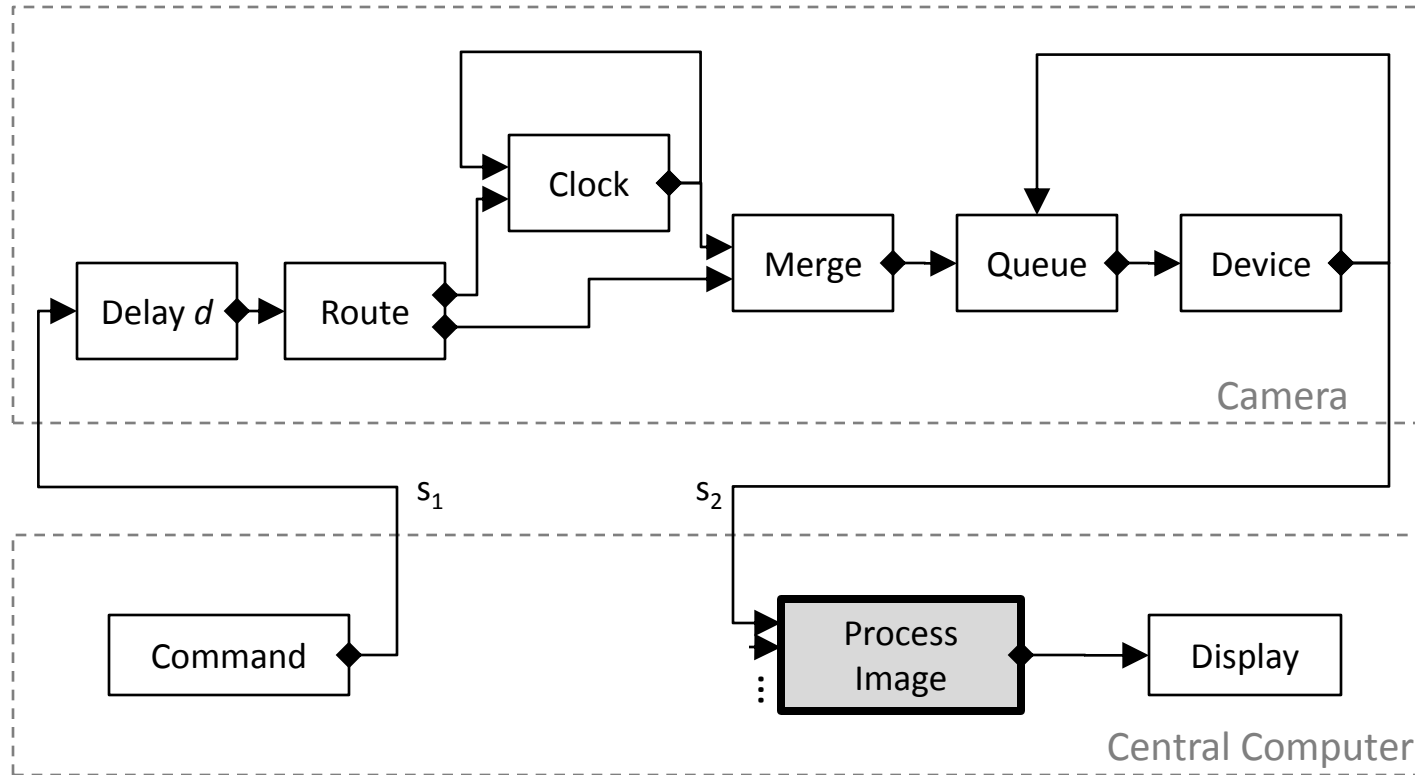 Clock
Merge
Queue
Device
Delay d
Route
Camera
s₁
s₂
Command
Process
Image
Display
...
Central Computer